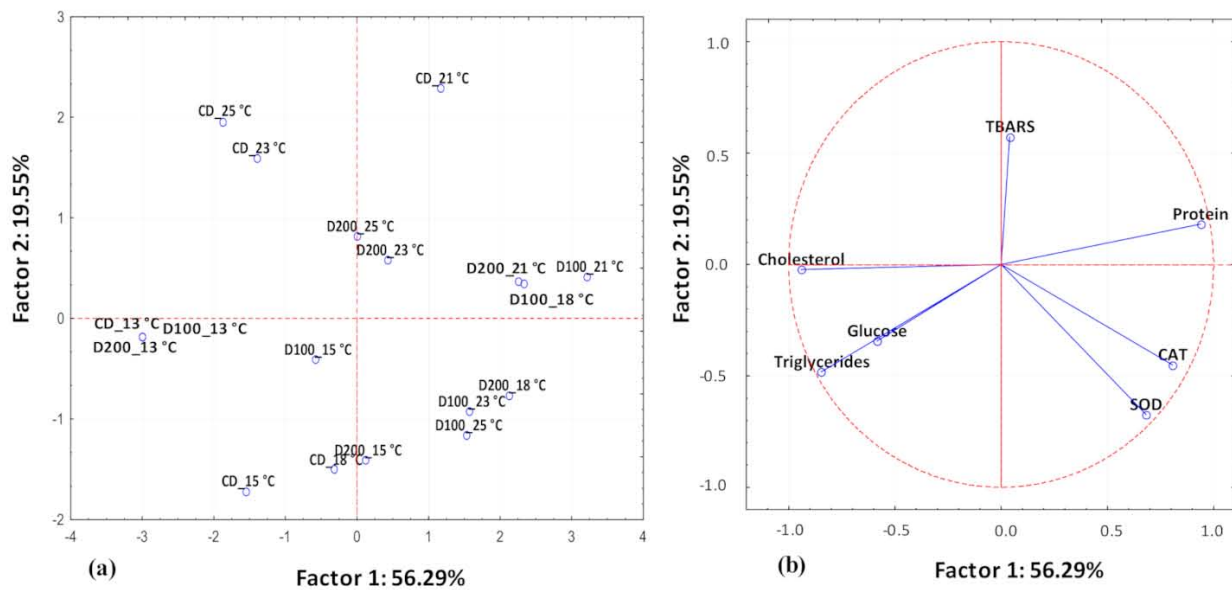 3
2
1
0
-1
-2
Factor 2: 19.55%
CD_21 °C
CD_25 °C
CD_23 °C
D200_25 °C
D200_23 °C
D200_21 °C
D100_21 °C
D100_18 °C
CD_13 °C
D100_13 °C
D200_13 °C
D100_15 °C
D200_18 °C
D100_23 °C
D100_25 °C
D200_15 °C
CD_18 °C
CD_15 °C
-4 -3 -2 -1 0 1 2 3 4
(a)
Factor 1: 56.29%
1.0
0.5
0.0
-0.5
-1.0
Factor 2: 19.55%
TBARS
Protein
Cholesterol
Glucose
Triglycerides
CAT
SOD
-1.0 -0.5 0.0 0.5 1.0
(b)
Factor 1: 56.29%